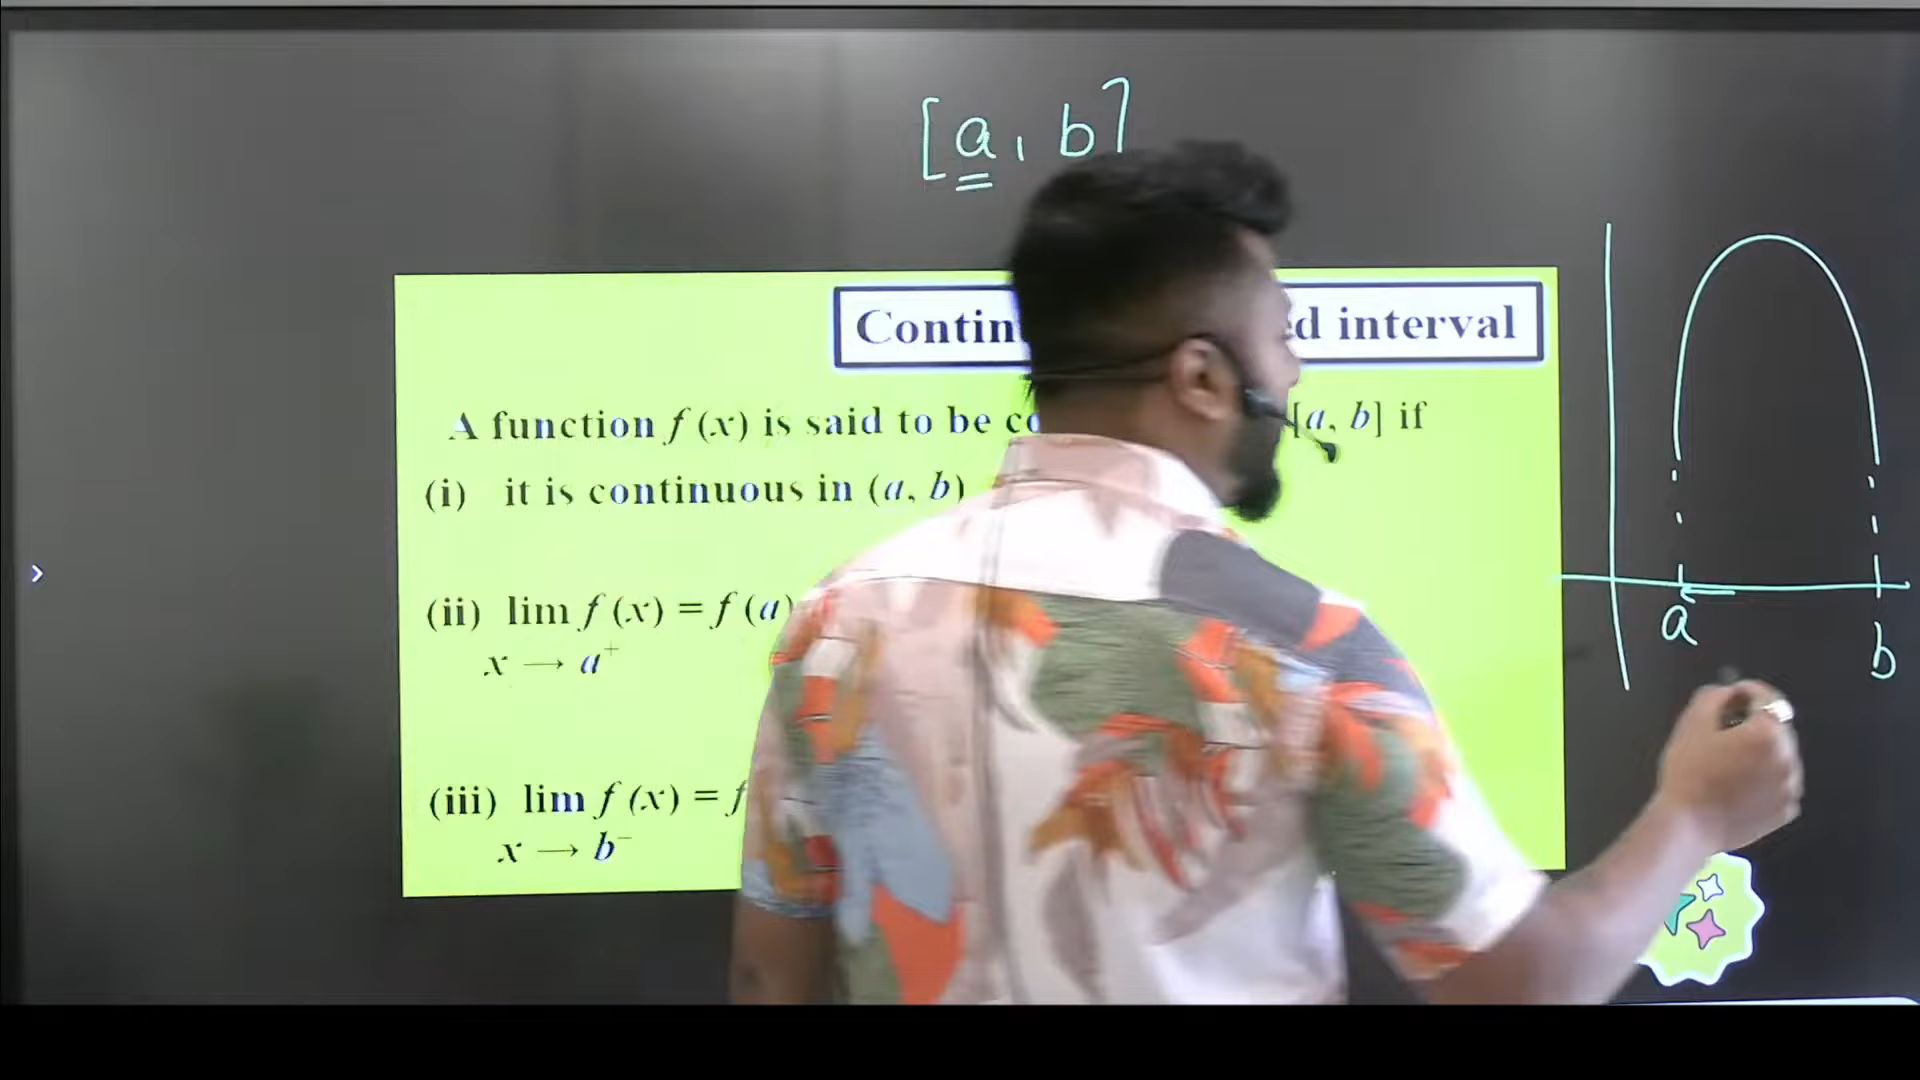 [a, b]
Contin d interval
A function f (x) is said to be co [a, b] if
(i) it is continuous in (a, b)
(ii) lim f (x) = f (a)
x → a⁺
(iii) lim f (x) = f
x → b⁻
a
b